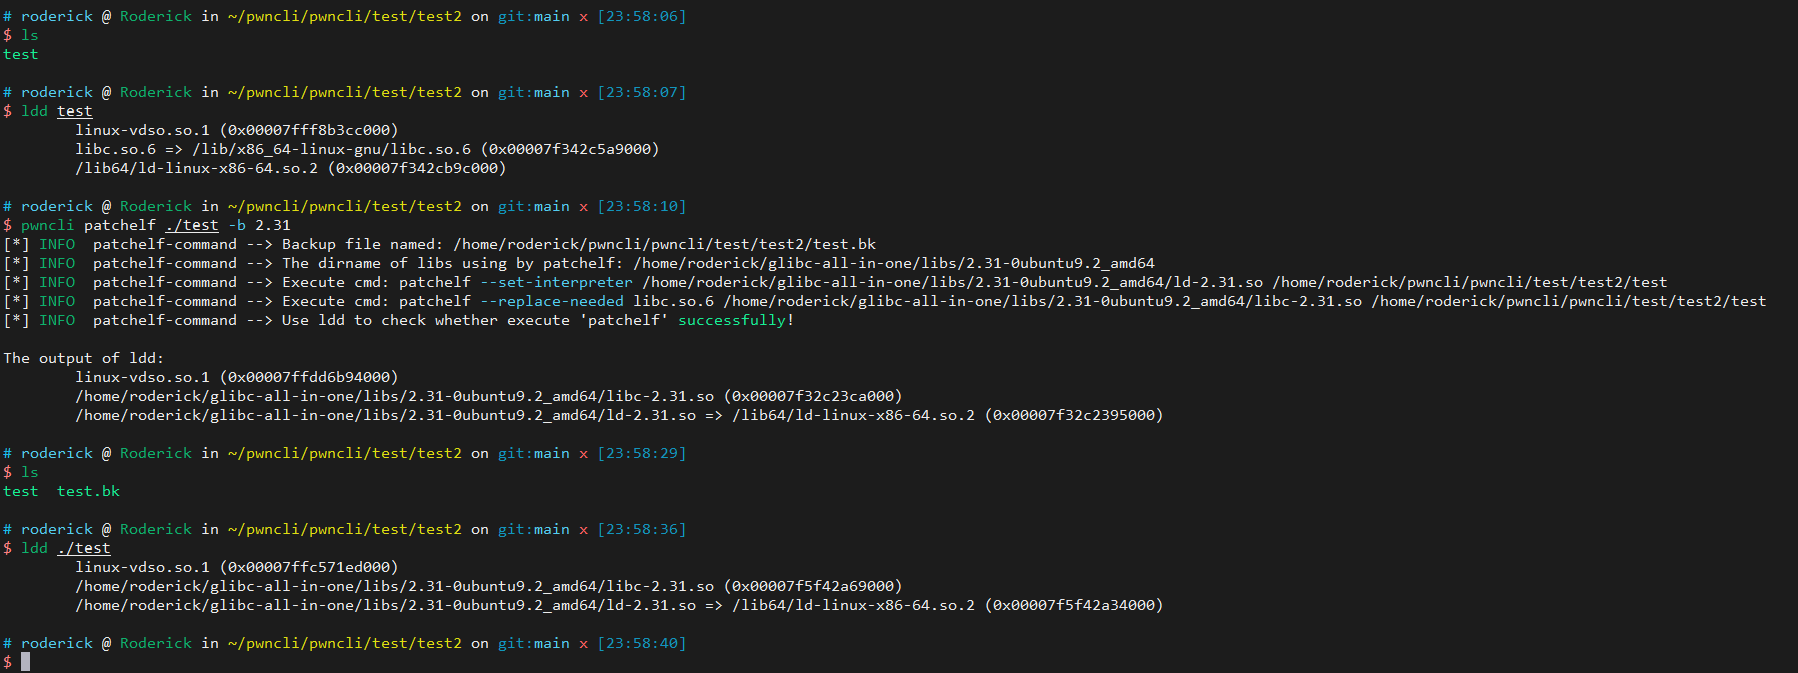 # roderick @ Roderick in ~/pwncli/pwncli/test/test2 on git:main x [23:58:06]
$ ls
test
# roderick @ Roderick in ~/pwncli/pwncli/test/test2 on git:main x [23:58:07]
$ ldd test
linux-vdso.so.1 (0x00007fff8b3cc000)
libc.so.6 => /lib/x86_64-linux-gnu/libc.so.6 (0x00007f342c5a9000)
/lib64/ld-linux-x86-64.so.2 (0x00007f342cb9c000)
# roderick @ Roderick in ~/pwncli/pwncli/test/test2 on git:main x [23:58:10]
$ pwncli patchelf ./test -b 2.31
[*] INFO  patchelf-command --> Backup file named: /home/roderick/pwncli/pwncli/test/test2/test.bk
[*] INFO  patchelf-command --> The dirname of libs using by patchelf: /home/roderick/glibc-all-in-one/libs/2.31-0ubuntu9.2_amd64
[*] INFO  patchelf-command --> Execute cmd: patchelf --set-interpreter /home/roderick/glibc-all-in-one/libs/2.31-0ubuntu9.2_amd64/ld-2.31.so /home/roderick/pwncli/pwncli/test/test2/test
[*] INFO  patchelf-command --> Execute cmd: patchelf --replace-needed libc.so.6 /home/roderick/glibc-all-in-one/libs/2.31-0ubuntu9.2_amd64/libc-2.31.so /home/roderick/pwncli/pwncli/test/test2/test
[*] INFO  patchelf-command --> Use ldd to check whether execute 'patchelf' successfully!
The output of ldd:
linux-vdso.so.1 (0x00007ffdd6b94000)
/home/roderick/glibc-all-in-one/libs/2.31-0ubuntu9.2_amd64/libc-2.31.so (0x00007f32c23ca000)
/home/roderick/glibc-all-in-one/libs/2.31-0ubuntu9.2_amd64/ld-2.31.so => /lib64/ld-linux-x86-64.so.2 (0x00007f32c2395000)
# roderick @ Roderick in ~/pwncli/pwncli/test/test2 on git:main x [23:58:29]
$ ls
test  test.bk
# roderick @ Roderick in ~/pwncli/pwncli/test/test2 on git:main x [23:58:36]
$ ldd ./test
linux-vdso.so.1 (0x00007ffc571ed000)
/home/roderick/glibc-all-in-one/libs/2.31-0ubuntu9.2_amd64/libc-2.31.so (0x00007f5f42a69000)
/home/roderick/glibc-all-in-one/libs/2.31-0ubuntu9.2_amd64/ld-2.31.so => /lib64/ld-linux-x86-64.so.2 (0x00007f5f42a34000)
# roderick @ Roderick in ~/pwncli/pwncli/test/test2 on git:main x [23:58:40]
$